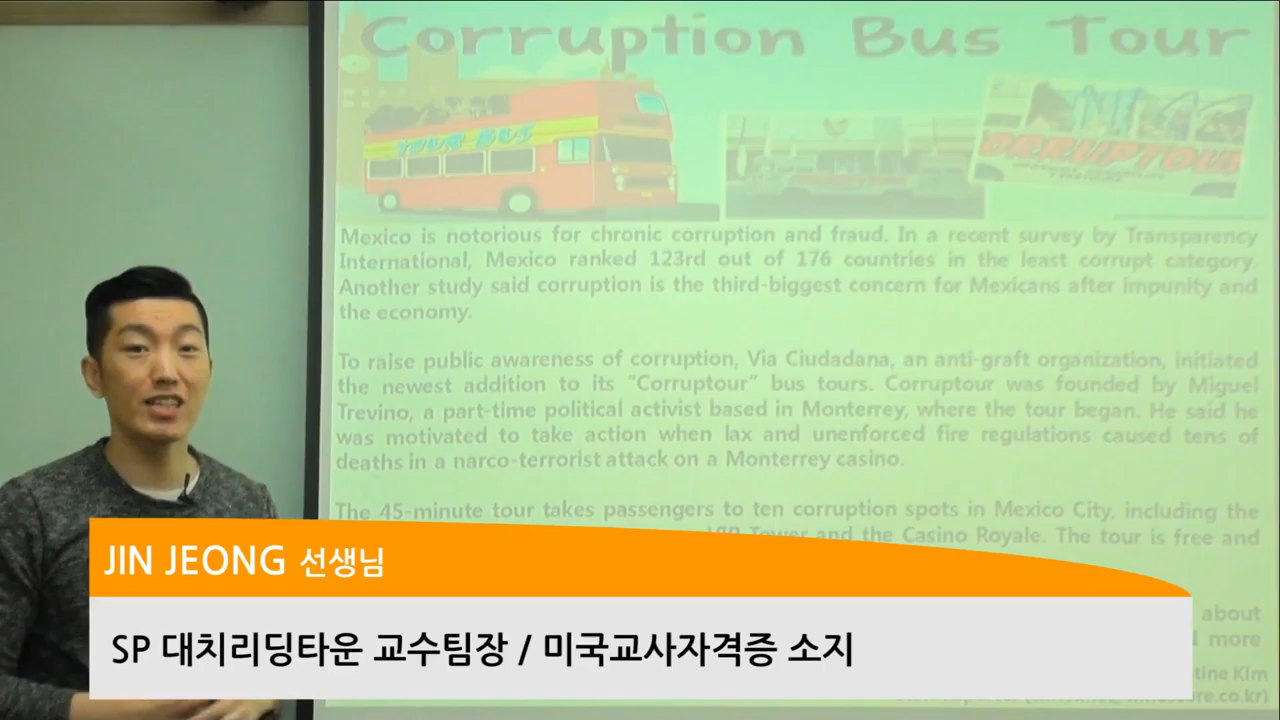 Corruption Bus Tour
TOUR BUS
CORRUPTOUR
Mexico is notorious for chronic corruption and fraud. In a recent survey by Transparency
International, Mexico ranked 123rd out of 176 countries in the least corrupt category.
Another study said corruption is the third-biggest concern for Mexicans after impunity and
the economy.
To raise public awareness of corruption, Via Ciudadana, an anti-graft organization, initiated
the newest addition to its "Corruptour" bus tours. Corruptour was founded by Miguel
Trevino, a part-time political activist based in Monterrey, where the tour began. He said he
was motivated to take action when lax and unenforced fire regulations caused tens of
deaths in a narco-terrorist attack on a Monterrey casino.
The 45-minute tour takes passengers to ten corruption spots in Mexico City, including the
VIP Tower and the Casino Royale. The tour is free and
about
more
Kim
JIN JEONG 선생님
SP 대치리딩타운 교수팀장 / 미국교사자격증 소지